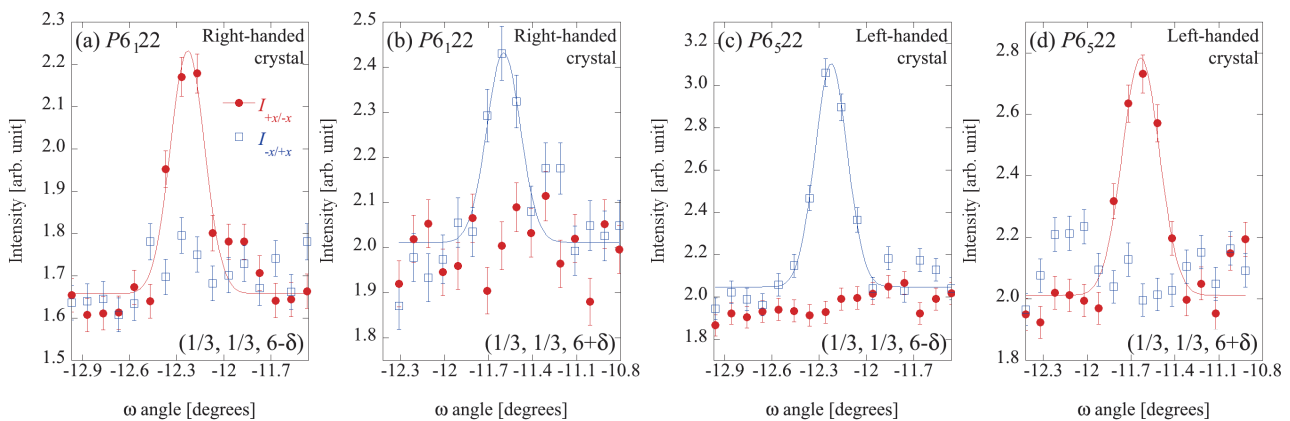 (a) P6₁22
Right-handed
crystal
I+x/-x
I-x/+x
(1/3, 1/3, 6-δ)
2.3
2.2
2.1
2
1.9
1.8
1.7
1.6
1.5
Intensity [arb. unit]
-12.9 -12.6 -12.3 -12 -11.7
ω angle [degrees]
(b) P6₁22
Right-handed
crystal
(1/3, 1/3, 6+δ)
2.5
2.4
2.3
2.2
2.1
2.0
1.9
1.8
Intensity [arb. unit]
-12.3 -12 -11.7 -11.4 -11.1 -10.8
ω angle [degrees]
(c) P6₅22
Left-handed
crystal
(1/3, 1/3, 6-δ)
3.2
3.0
2.8
2.6
2.4
2.2
2.0
1.8
Intensity [arb. unit]
-12.9 -12.6 -12.3 -12 -11.7
ω angle [degrees]
(d) P6₅22
Left-handed
crystal
(1/3, 1/3, 6+δ)
3.0
2.8
2.6
2.4
2.2
2.0
1.8
Intensity [arb. unit]
-12.3 -12 -11.7 -11.4 -11.1 -10.8
ω angle [degrees]